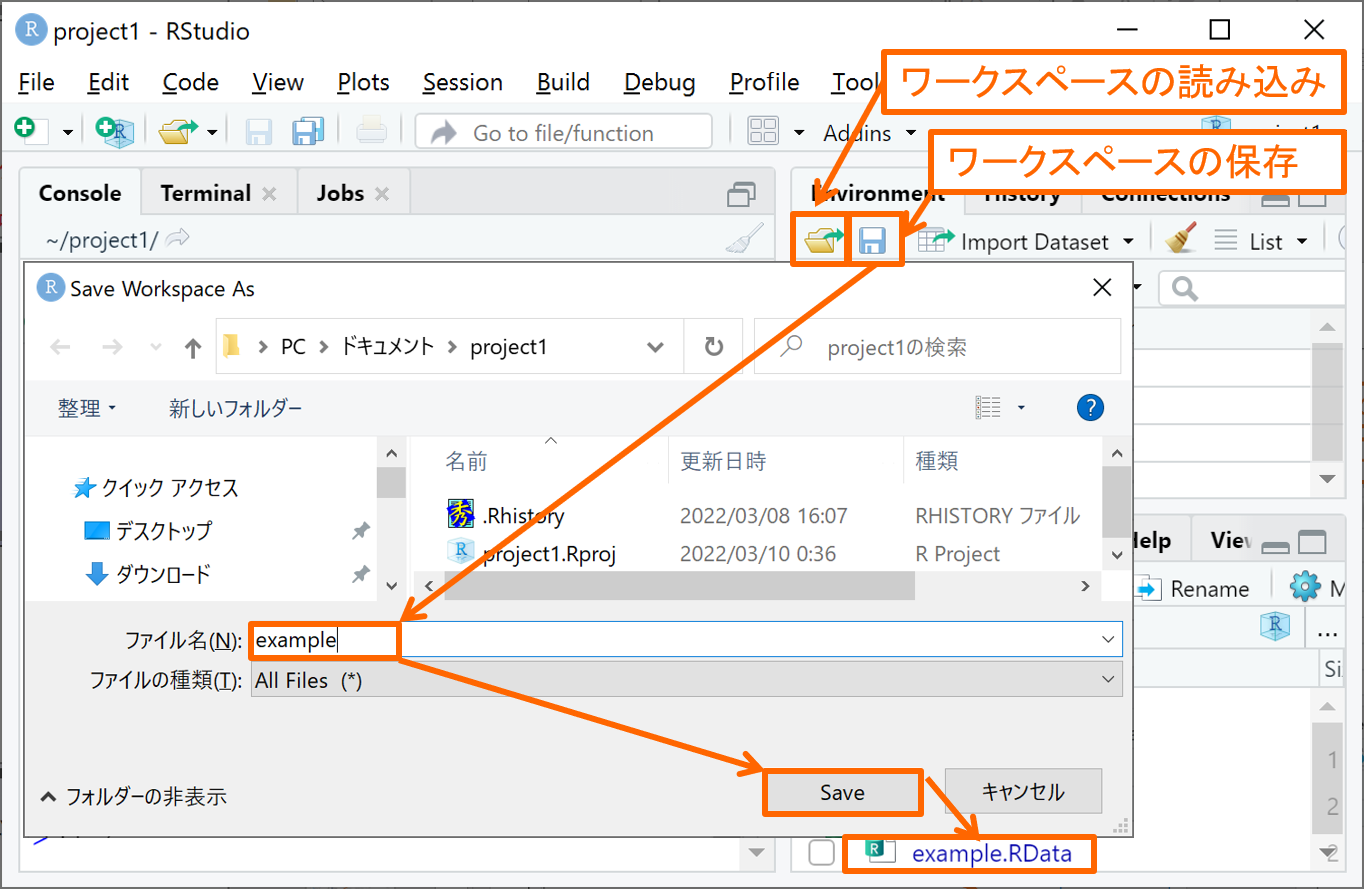 project1 - RStudio
File Edit Code View Plots Session Build Debug Profile
ワークスペースの読み込み
Go to file/function
Addins
ワークスペースの保存
Console Terminal Jobs
Environment History Connections
~/project1/
Import Dataset List
Save Workspace As
PC ドキュメント project1
project1の検索
整理 新しいフォルダー
名前 更新日時 種類
クイック アクセス
.Rhistory 2022/03/08 16:07 RHISTORY ファイル
デスクトップ
project1.Rproj 2022/03/10 0:36 R Project
ダウンロード
Help
Rename
ファイル名(N): example
...
ファイルの種類(T): All Files (*)
1
Save キャンセル
フォルダーの非表示
2
>
example.RData
2